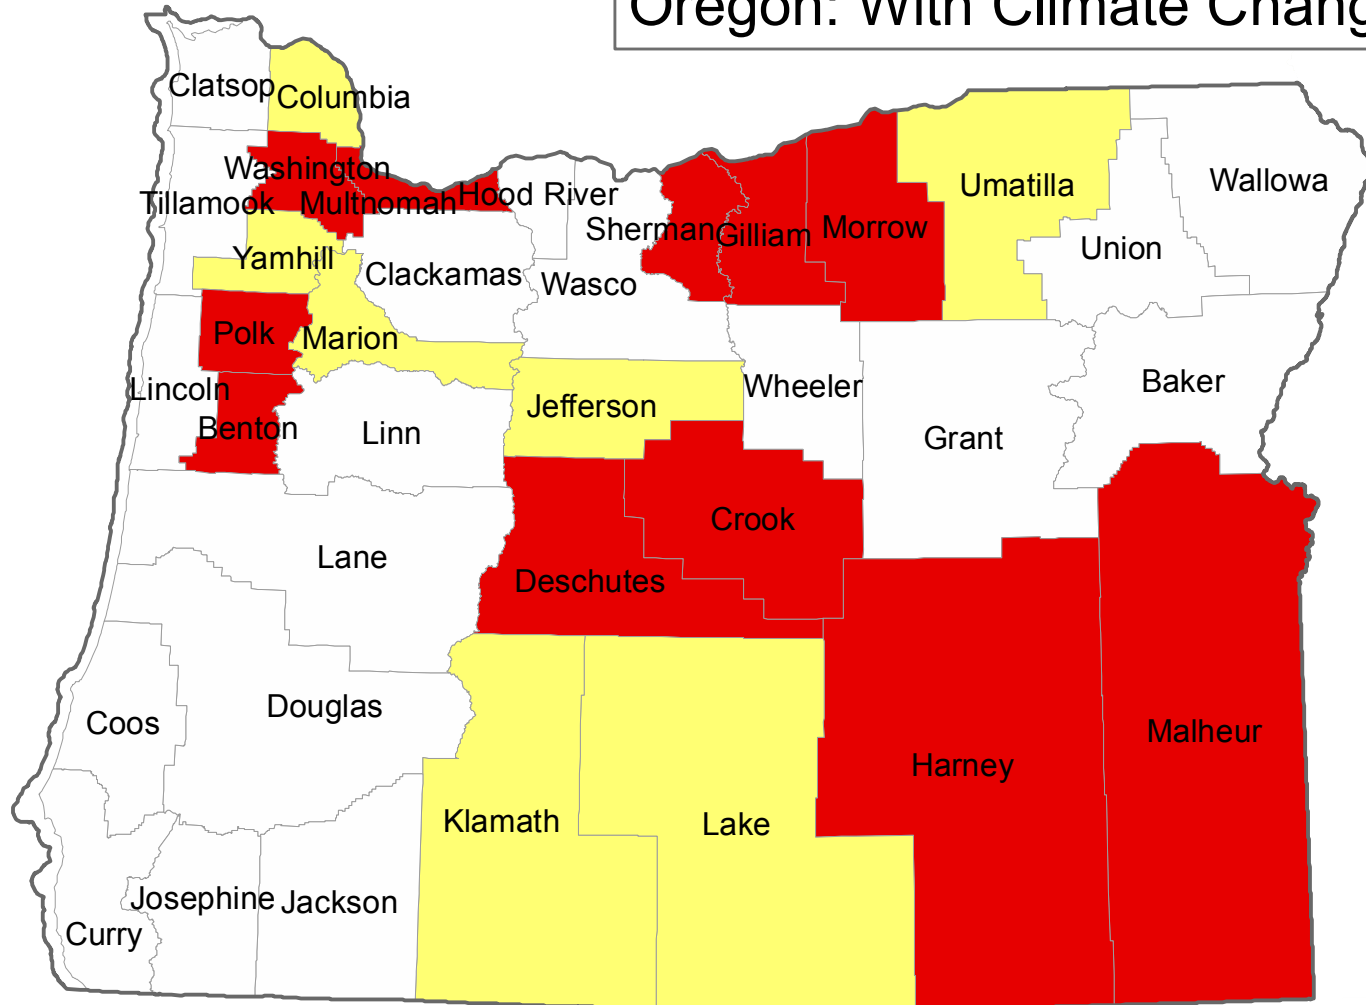 Oregon: With Climate Chang
Clatsop
Columbia
Washington
Tillamook
Multnomah
Hood River
Sherman
Gilliam
Morrow
Umatilla
Wallowa
Union
Yamhill
Clackamas
Wasco
Polk
Marion
Lincoln
Benton
Linn
Jefferson
Wheeler
Grant
Baker
Lane
Deschutes
Crook
Coos
Douglas
Klamath
Lake
Harney
Malheur
Curry
Josephine
Jackson